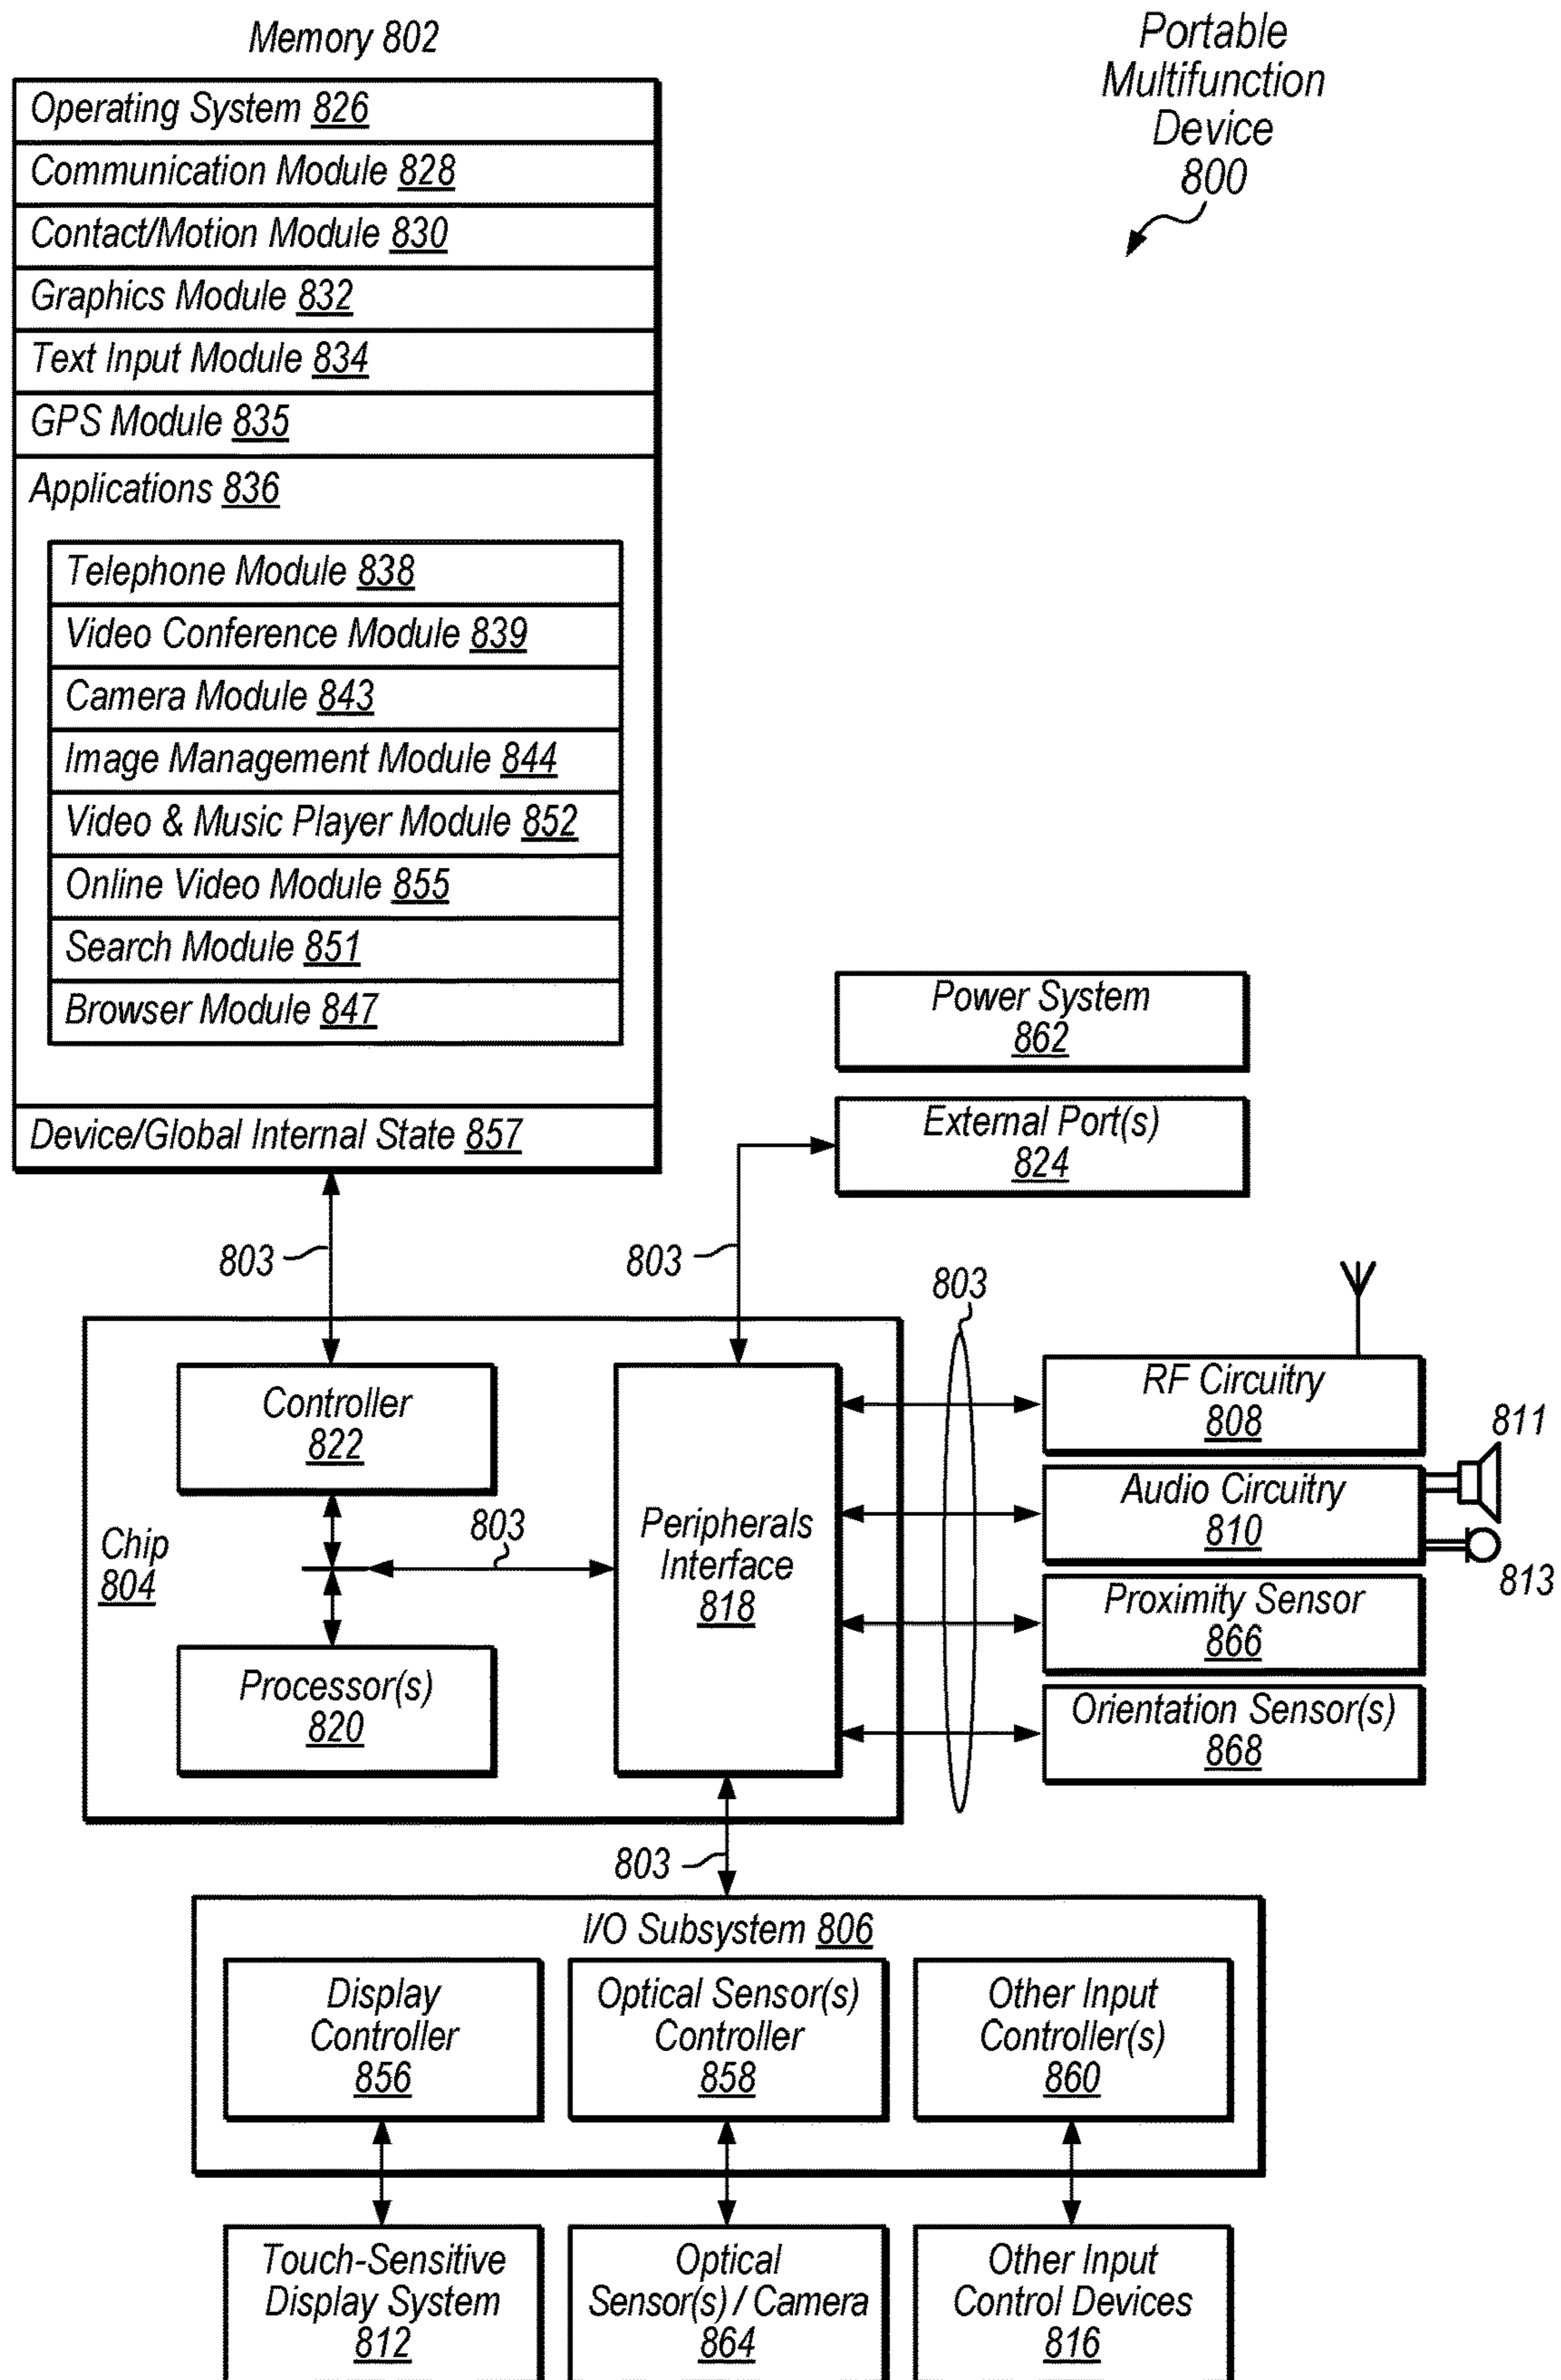 Memory 802
Portable
Multifunction
Device
800
Operating System 826
Communication Module 828
Contact/Motion Module 830
Graphics Module 832
Text Input Module 834
GPS Module 835
Applications 836
Telephone Module 838
Video Conference Module 839
Camera Module 843
Image Management Module 844
Video & Music Player Module 852
Online Video Module 855
Search Module 851
Browser Module 847
Device/Global Internal State 857
Power System
862
External Port(s)
824
803
803
803
Chip
804
Controller
822
803
Processor(s)
820
Peripherals
Interface
818
RF Circuitry
808
811
Audio Circuitry
810
813
Proximity Sensor
866
Orientation Sensor(s)
868
803
I/O Subsystem 806
Display
Controller
856
Optical Sensor(s)
Controller
858
Other Input
Controller(s)
860
Touch-Sensitive
Display System
812
Optical
Sensor(s) / Camera
864
Other Input
Control Devices
816